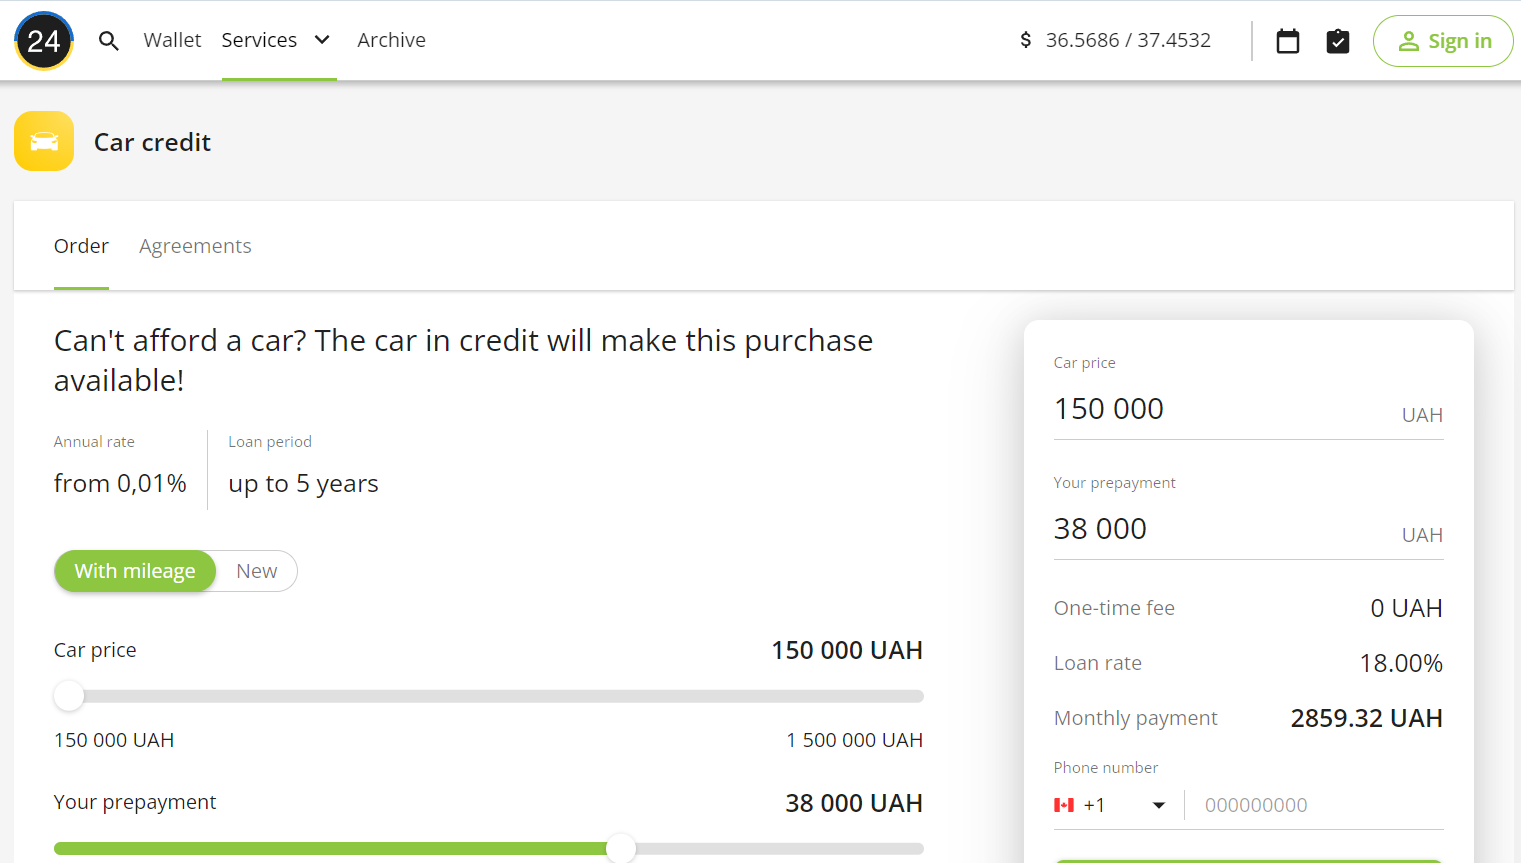 24
Wallet
Services
Archive
$ 36.5686 / 37.4532
Sign in
Car credit
Order
Agreements
Can't afford a car? The car in credit will make this purchase
available!
Annual rate
from 0,01%
Loan period
up to 5 years
With mileage
New
Car price
150 000 UAH
150 000 UAH
1 500 000 UAH
Your prepayment
38 000 UAH
Car price
150 000
UAH
Your prepayment
38 000
UAH
One-time fee
0 UAH
Loan rate
18.00%
Monthly payment
2859.32 UAH
Phone number
+1
000000000